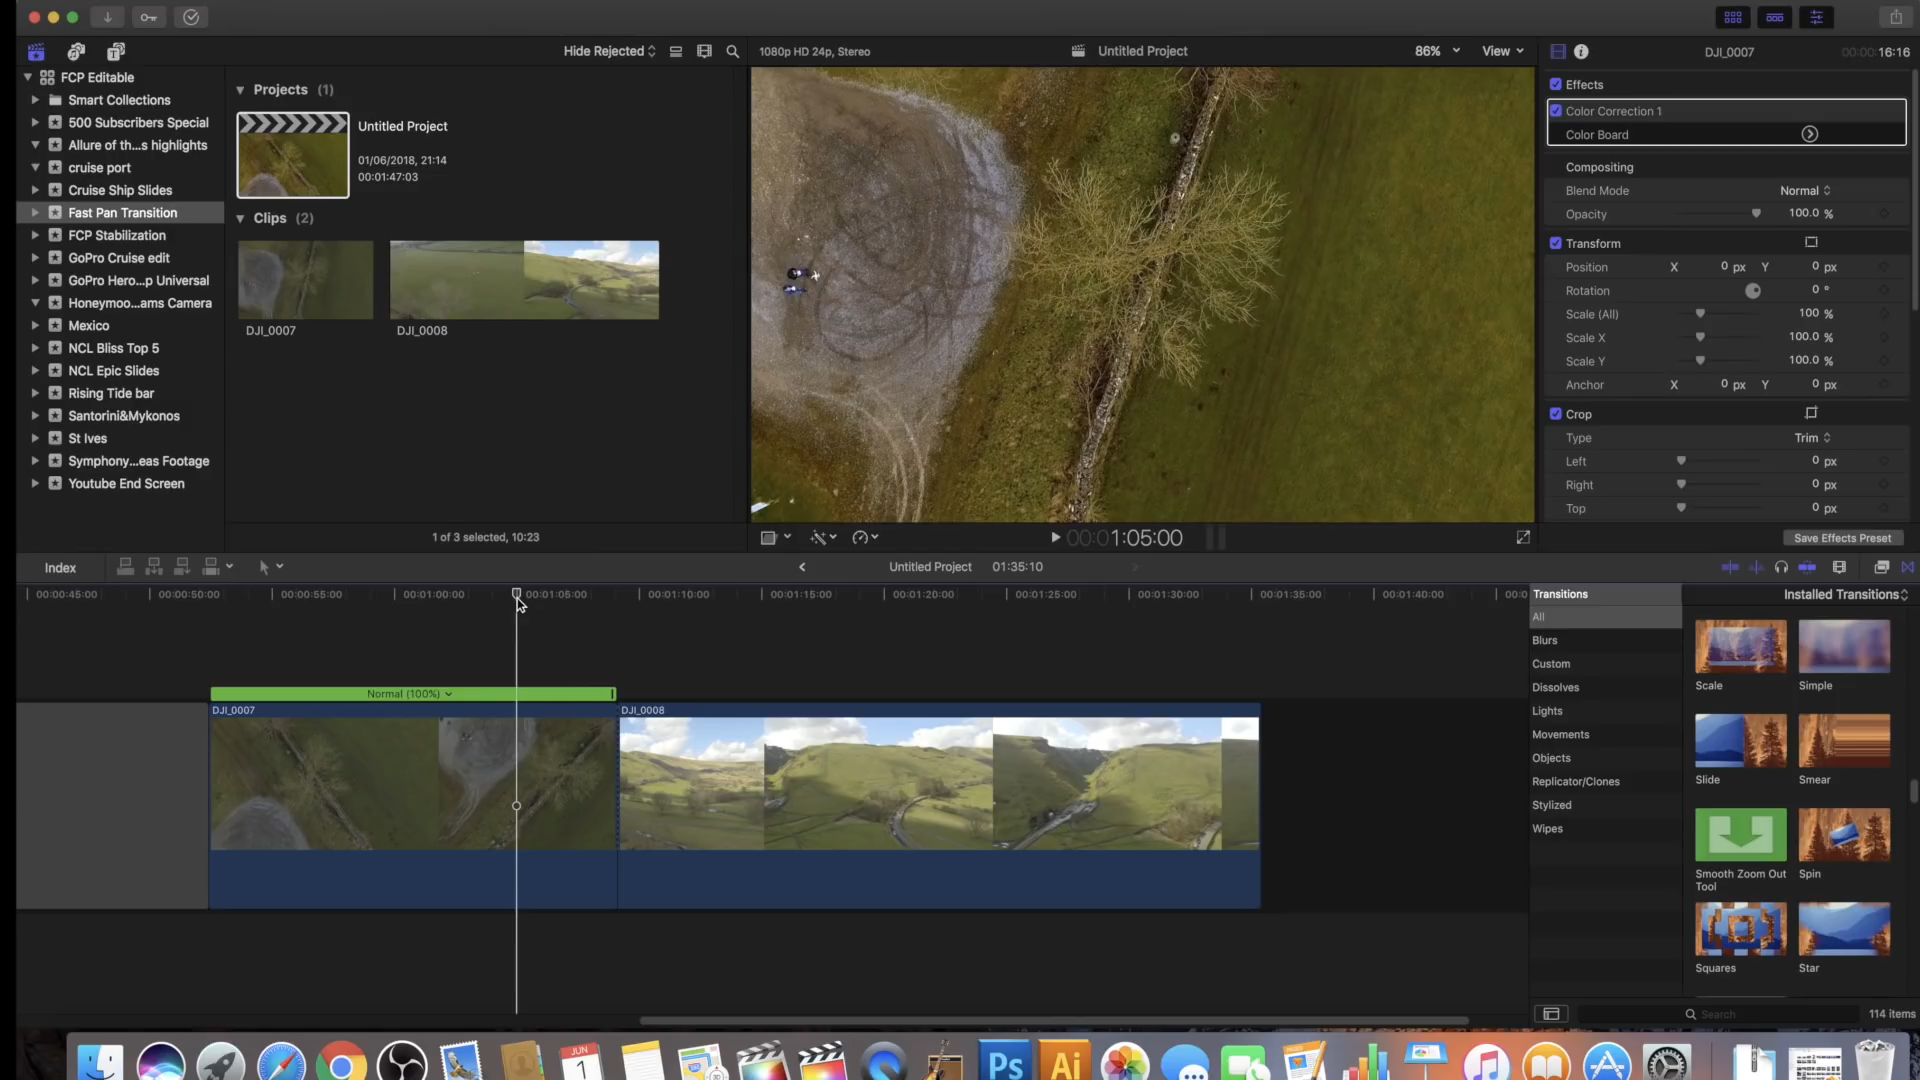 Hide Rejected
1080p HD 24p, Stereo
Untitled Project
86%
View
DJI_0007
00:00:16:16
FCP Editable
Smart Collections
500 Subscribers Special
Allure of th...s highlights
cruise port
Cruise Ship Slides
Fast Pan Transition
FCP Stabilization
GoPro Cruise edit
GoPro Hero...p Universal
Honeymoo...ams Camera
Mexico
NCL Bliss Top 5
NCL Epic Slides
Rising Tide bar
Santorini&Mykonos
St Ives
Symphony...eas Footage
Youtube End Screen
Projects (1)
Untitled Project
01/06/2018, 21:14
00:01:47:03
Clips (2)
DJI_0007
DJI_0008
1 of 3 selected, 10:23
00:00:1:05:00
Effects
Color Correction 1
Color Board
Compositing
Blend Mode Normal
Opacity 100.0 %
Transform
Position X 0 px Y 0 px
Rotation 0 °
Scale (All) 100 %
Scale X 100.0 %
Scale Y 100.0 %
Anchor X 0 px Y 0 px
Crop
Type Trim
Left 0 px
Right 0 px
Top 0 px
Save Effects Preset
Index
Untitled Project 01:35:10
00:00:45:00 00:00:50:00 00:00:55:00 00:01:00:00 00:01:05:00 00:01:10:00 00:01:15:00 00:01:20:00 00:01:25:00 00:01:30:00 00:01:35:00 00:01:40:00 00:0
Normal (100%)
DJI_0007
DJI_0008
Transitions
Installed Transitions
All
Blurs
Custom
Dissolves
Lights
Movements
Objects
Replicator/Clones
Stylized
Wipes
Scale
Simple
Slide
Smear
Smooth Zoom Out Tool
Spin
Squares
Star
Search
114 items
JUN
1
Ps
Ai